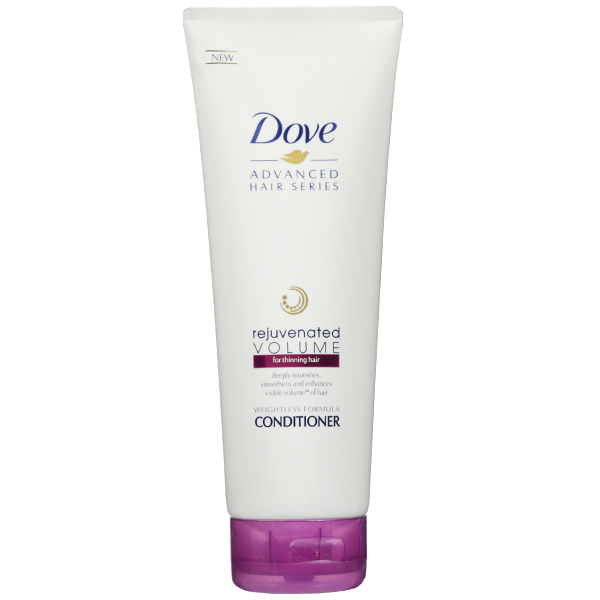 NEW
Dove
ADVANCED
HAIR SERIES
rejuvenated
VOLUME
for thinning hair
deeply nourishes,
smoothens and enhances
visible volume** of hair
WEIGHTLESS FORMULA
CONDITIONER